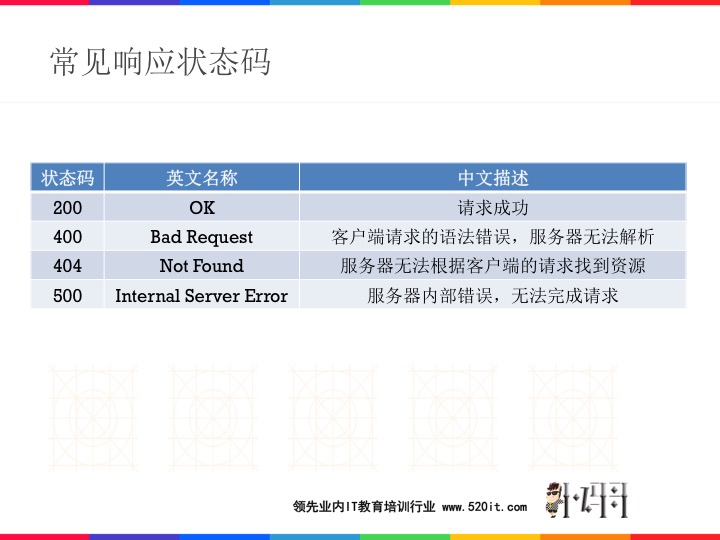 常见响应状态码
状态码 英文名称 中文描述
200 OK 请求成功
400 Bad Request 客户端请求的语法错误，服务器无法解析
404 Not Found 服务器无法根据客户端的请求找到资源
500 Internal Server Error 服务器内部错误，无法完成请求
领先业内IT教育培训行业 www.520it.com 小码哥